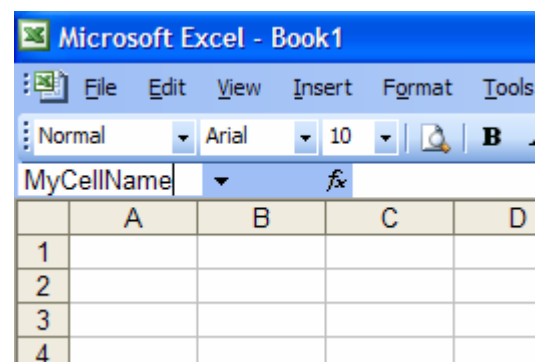 Microsoft Excel - Book1
File Edit View Insert Format Tools
Normal Arial 10 B
MyCellName fx
A B C D
1
2
3
4